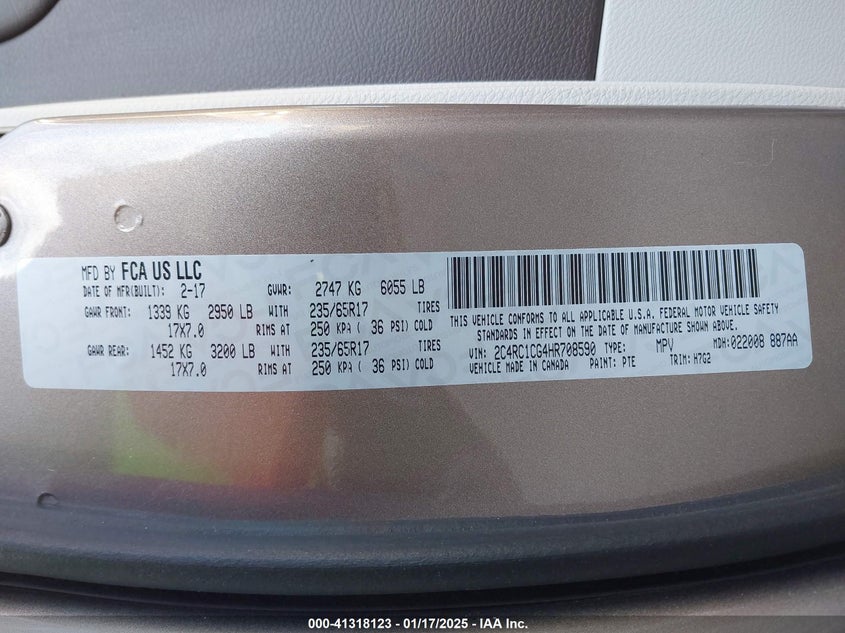 MFD BY FCA US LLC
DATE OF MFR(BUILT): 2-17 GVWR: 2747 KG 6055 LB
GAWR FRONT: 1339 KG 2950 LB WITH 235/65R17 TIRES
17X7.0 RIMS AT 250 KPA ( 36 PSI) COLD
GAWR REAR: 1452 KG 3200 LB WITH 235/65R17 TIRES
17X7.0 RIMS AT 250 KPA ( 36 PSI) COLD
THIS VEHICLE CONFORMS TO ALL APPLICABLE U.S.A. FEDERAL MOTOR VEHICLE SAFETY
STANDARDS IN EFFECT ON THE DATE OF MANUFACTURE SHOWN ABOVE.
VIN: 2C4RC1CG4HR708590 TYPE: MPV MDH: 022008 887AA
VEHICLE MADE IN CANADA PAINT: PTE TRIM: H7G2
000-41318123 - 01/17/2025 - IAA Inc.